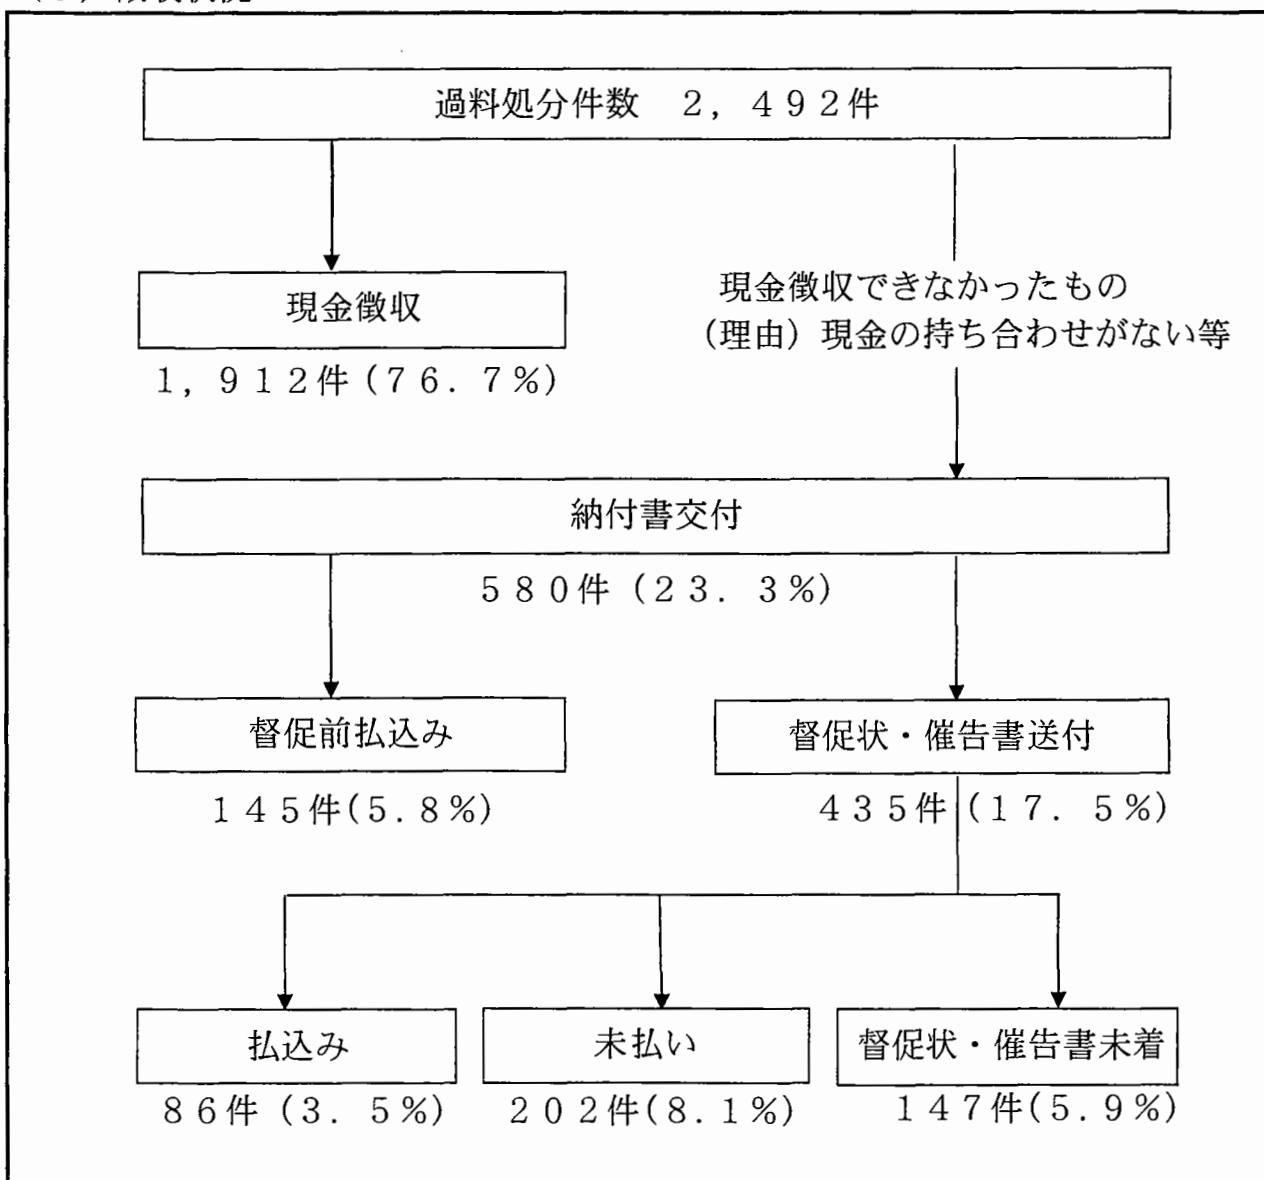 過料処分件数　２，４９２件
現金徴収
１，９１２件（７６．７％）
現金徴収できなかったもの
（理由）現金の持ち合わせがない等
納付書交付
５８０件（２３．３％）
督促前払込み
１４５件(５.８％)
督促状・催告書送付
４３５件（１７．５％）
払込み
８６件（３．５％）
未払い
２０２件(８.１％)
督促状・催告書未着
１４７件(５.９％)